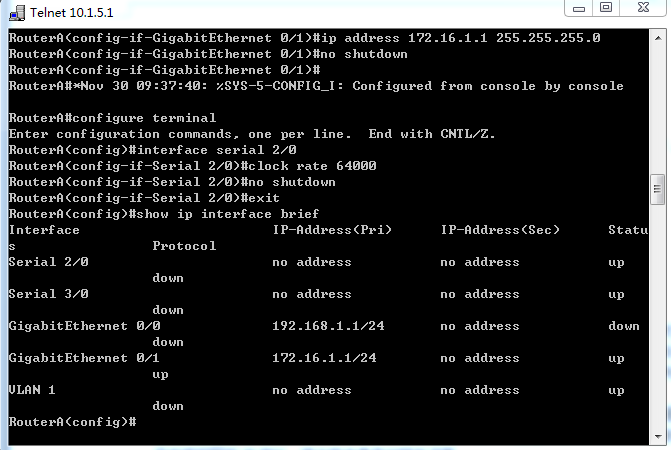 Telnet 10.1.5.1
RouterA(config-if-GigabitEthernet 0/1)#ip address 172.16.1.1 255.255.255.0
RouterA(config-if-GigabitEthernet 0/1)#no shutdown
RouterA(config-if-GigabitEthernet 0/1)#
RouterA#*Nov 30 09:37:40: %SYS-5-CONFIG_I: Configured from console by console
RouterA#configure terminal
Enter configuration commands, one per line.  End with CNTL/Z.
RouterA(config)#interface serial 2/0
RouterA(config-if-Serial 2/0)#clock rate 64000
RouterA(config-if-Serial 2/0)#no shutdown
RouterA(config-if-Serial 2/0)#exit
RouterA(config)#show ip interface brief
Interface                        IP-Address(Pri)      IP-Address(Sec)      Statu
s                 Protocol
Serial 2/0                       no address           no address           up
                  down
Serial 3/0                       no address           no address           up
                  down
GigabitEthernet 0/0              192.168.1.1/24       no address           down
                  down
GigabitEthernet 0/1              172.16.1.1/24        no address           up
                  up
VLAN 1                           no address           no address           up
                  down
RouterA(config)#